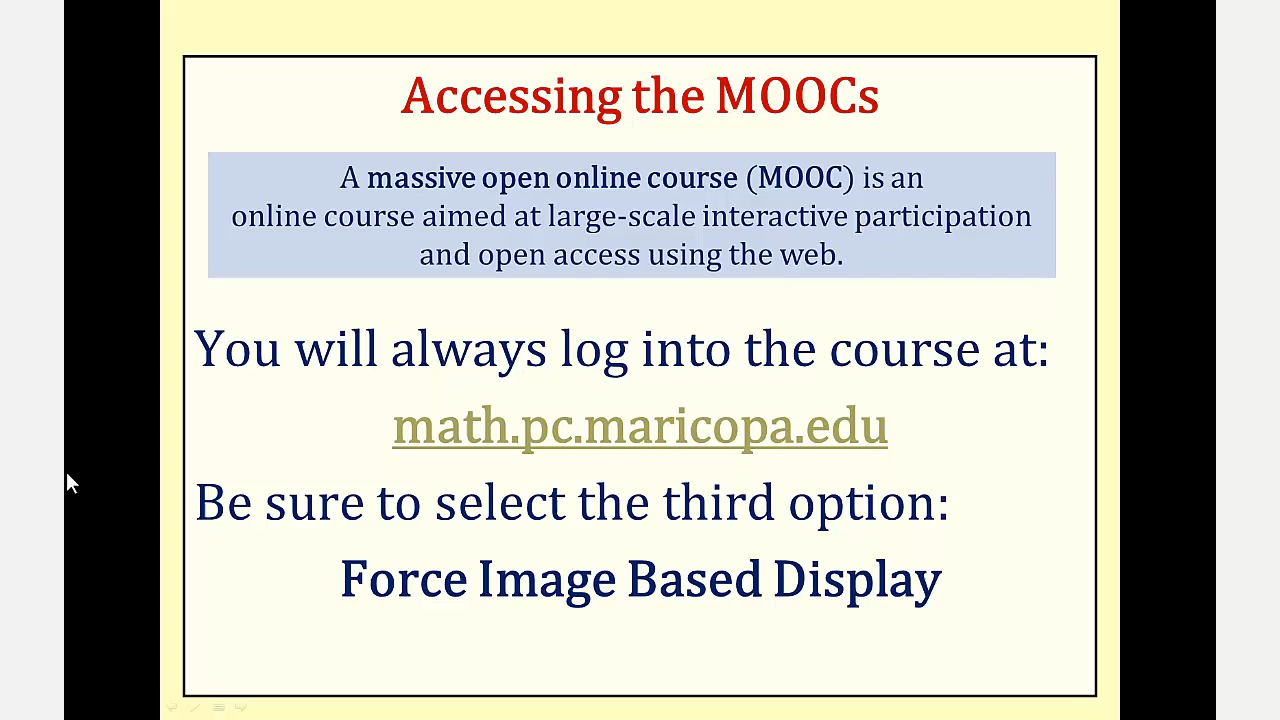 Accessing the MOOCs
A massive open online course (MOOC) is an
online course aimed at large-scale interactive participation
and open access using the web.
You will always log into the course at:
math.pc.maricopa.edu
Be sure to select the third option:
Force Image Based Display